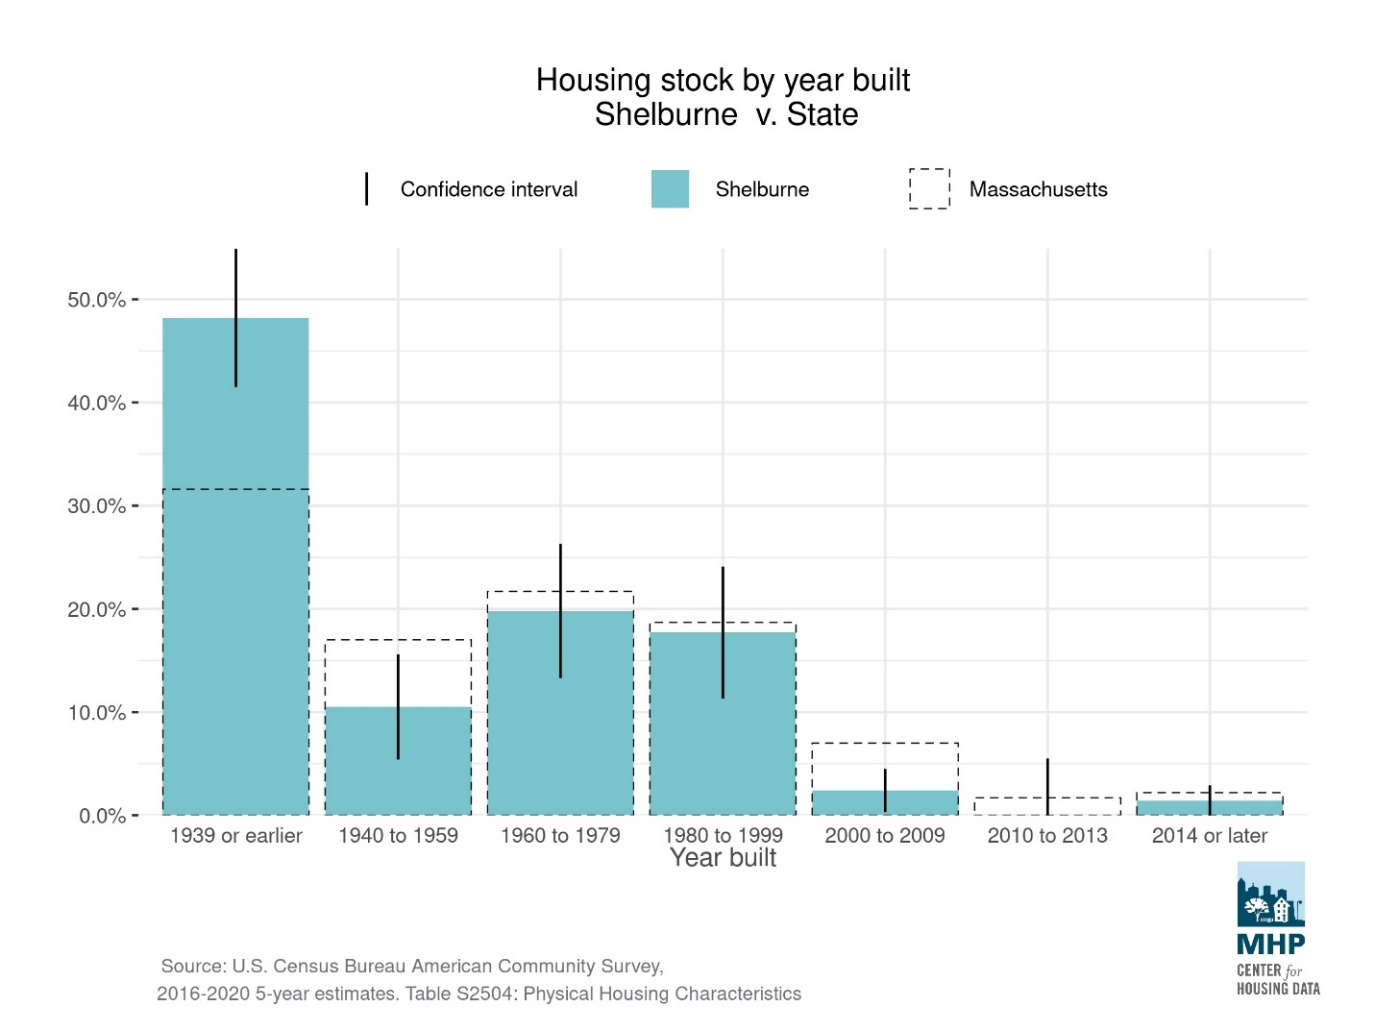 Housing stock by year built
Shelburne v. State
Confidence interval Shelburne Massachusetts
50.0%
40.0%
30.0%
20.0%
10.0%
0.0%
1939 or earlier 1940 to 1959 1960 to 1979 1980 to 1999 2000 to 2009 2010 to 2013 2014 or later
Year built
MHP
CENTER for
HOUSING DATA
Source: U.S. Census Bureau American Community Survey,
2016-2020 5-year estimates. Table S2504: Physical Housing Characteristics